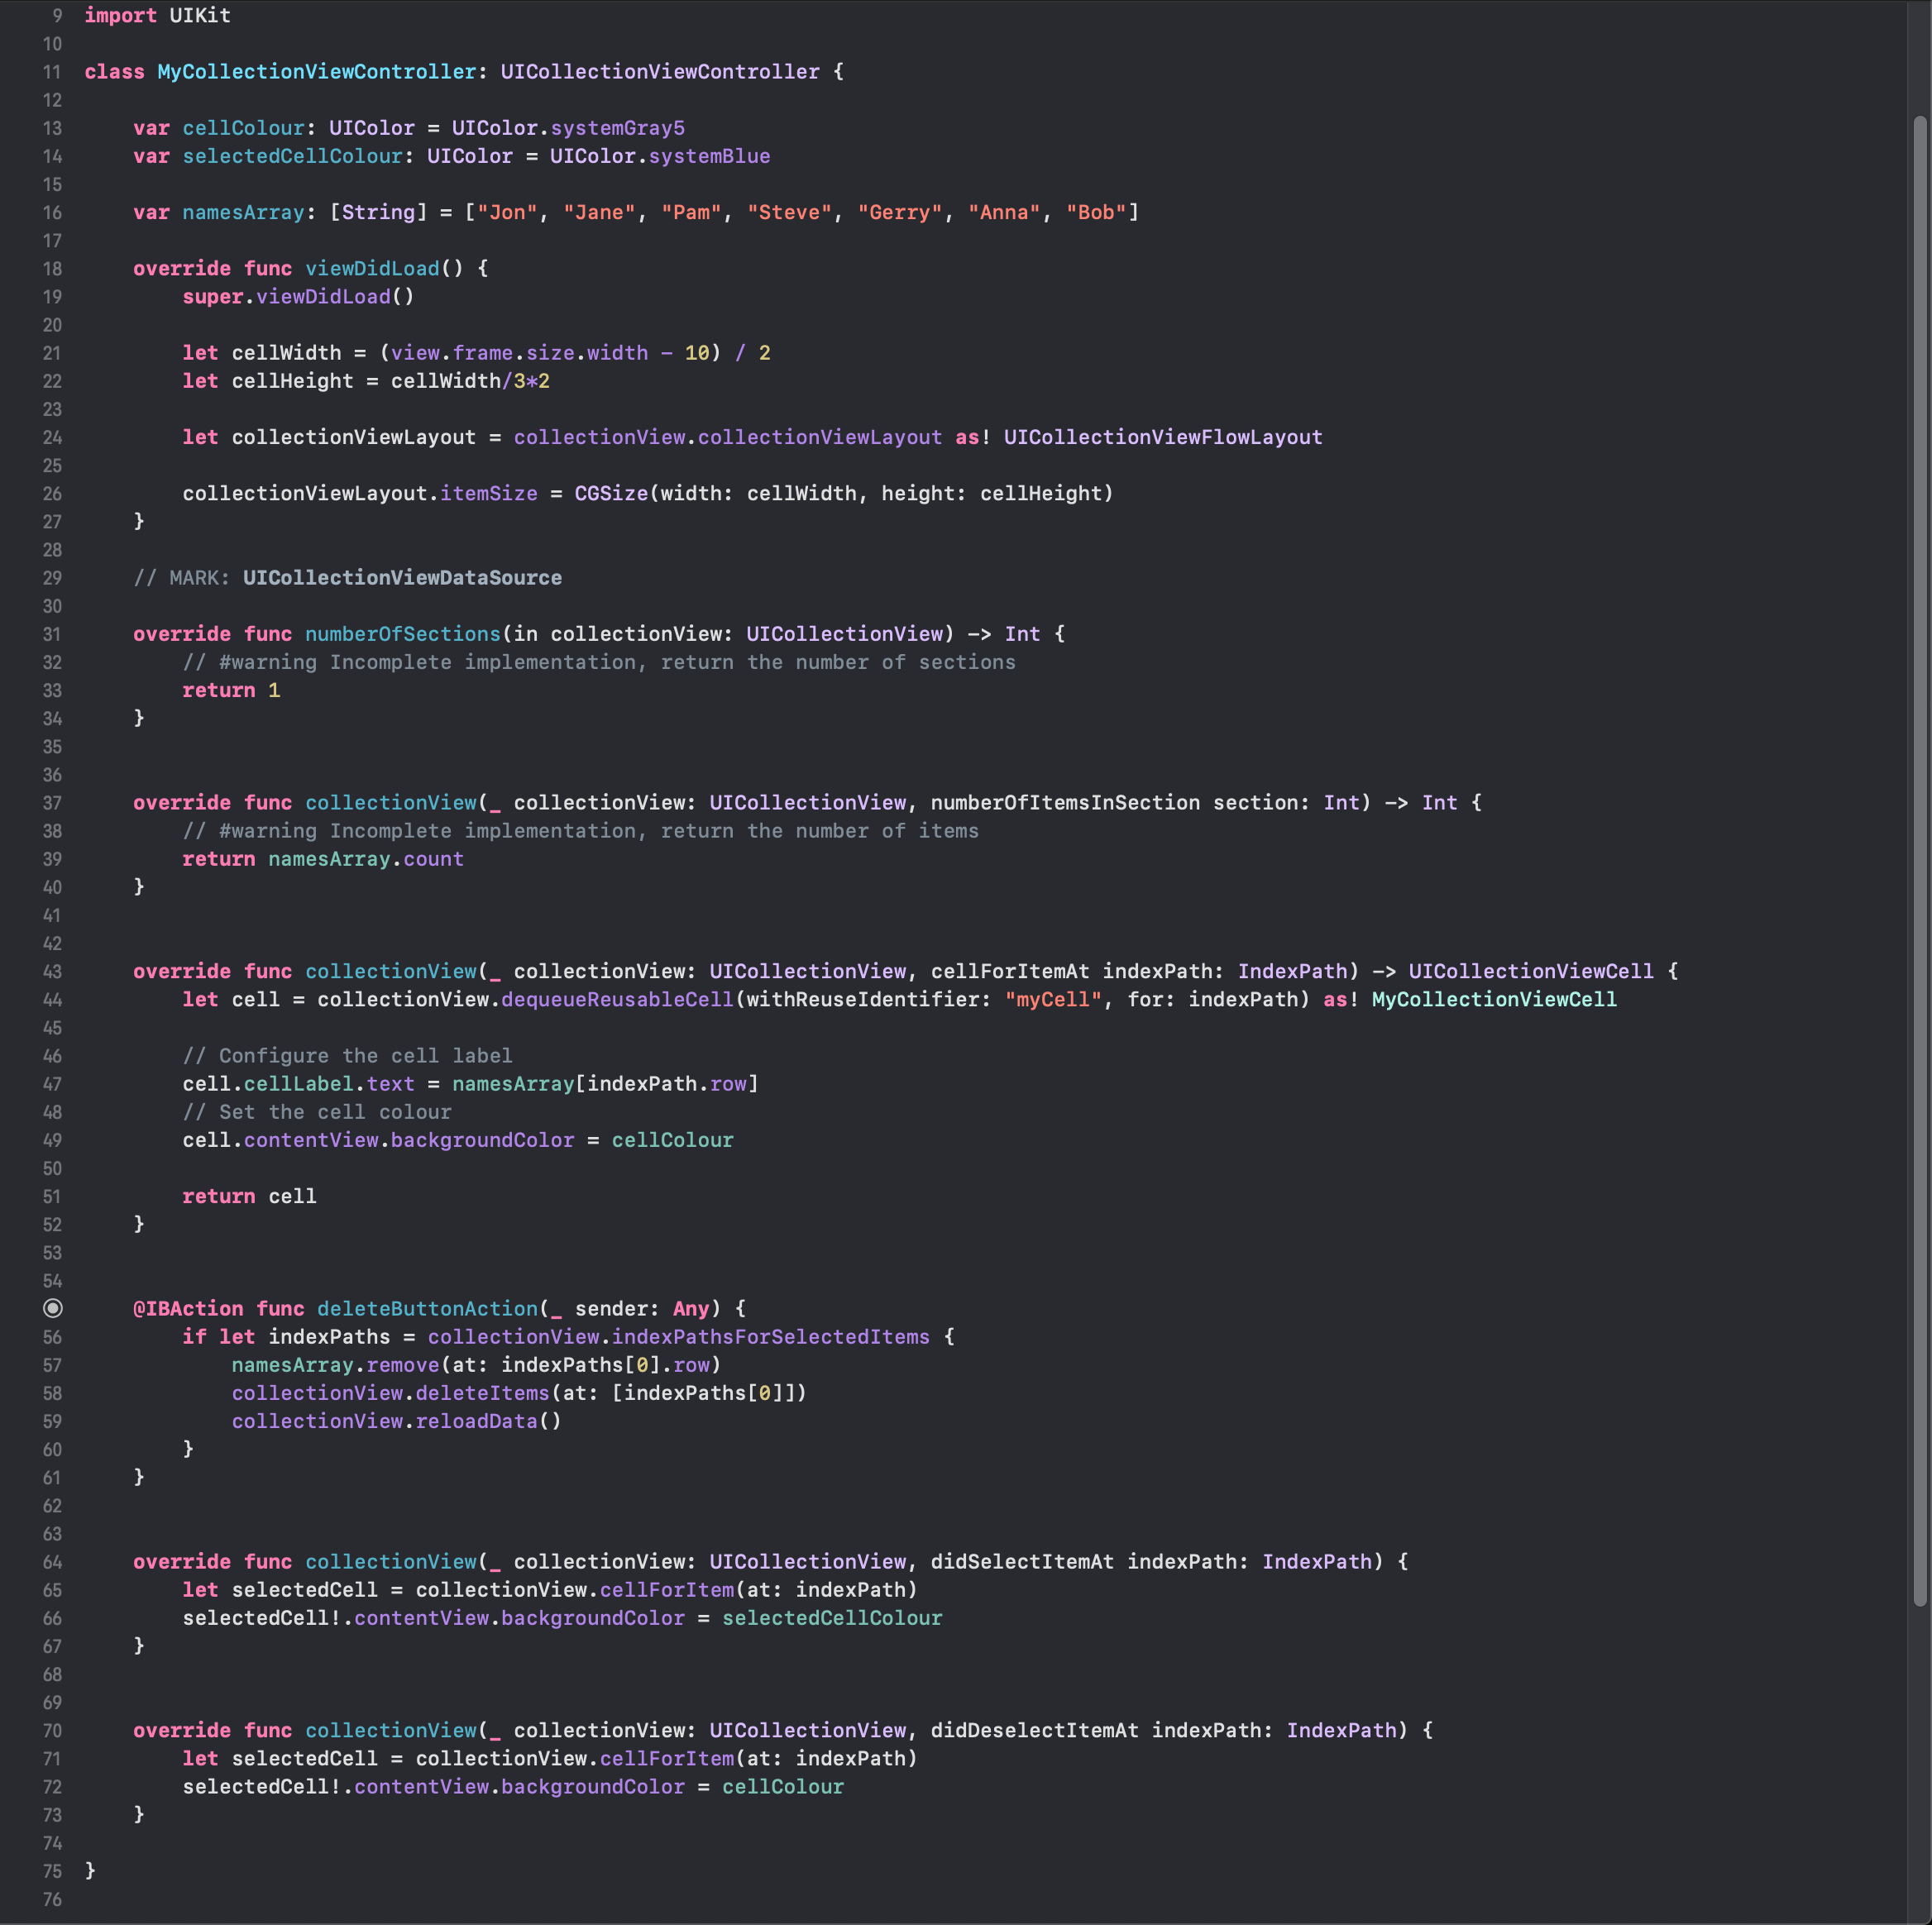 9 import UIKit
10
11 class MyCollectionViewController: UICollectionViewController {
12
13     var cellColour: UIColor = UIColor.systemGray5
14     var selectedCellColour: UIColor = UIColor.systemBlue
15
16     var namesArray: [String] = ["Jon", "Jane", "Pam", "Steve", "Gerry", "Anna", "Bob"]
17
18     override func viewDidLoad() {
19         super.viewDidLoad()
20
21         let cellWidth = (view.frame.size.width - 10) / 2
22         let cellHeight = cellWidth/3*2
23
24         let collectionViewLayout = collectionView.collectionViewLayout as! UICollectionViewFlowLayout
25
26         collectionViewLayout.itemSize = CGSize(width: cellWidth, height: cellHeight)
27     }
28
29     // MARK: UICollectionViewDataSource
30
31     override func numberOfSections(in collectionView: UICollectionView) -> Int {
32         // #warning Incomplete implementation, return the number of sections
33         return 1
34     }
35
36
37     override func collectionView(_ collectionView: UICollectionView, numberOfItemsInSection section: Int) -> Int {
38         // #warning Incomplete implementation, return the number of items
39         return namesArray.count
40     }
41
42
43     override func collectionView(_ collectionView: UICollectionView, cellForItemAt indexPath: IndexPath) -> UICollectionViewCell {
44         let cell = collectionView.dequeueReusableCell(withReuseIdentifier: "myCell", for: indexPath) as! MyCollectionViewCell
45
46         // Configure the cell label
47         cell.cellLabel.text = namesArray[indexPath.row]
48         // Set the cell colour
49         cell.contentView.backgroundColor = cellColour
50
51         return cell
52     }
53
54
    @IBAction func deleteButtonAction(_ sender: Any) {
56         if let indexPaths = collectionView.indexPathsForSelectedItems {
57             namesArray.remove(at: indexPaths[0].row)
58             collectionView.deleteItems(at: [indexPaths[0]])
59             collectionView.reloadData()
60         }
61     }
62
63
64     override func collectionView(_ collectionView: UICollectionView, didSelectItemAt indexPath: IndexPath) {
65         let selectedCell = collectionView.cellForItem(at: indexPath)
66         selectedCell!.contentView.backgroundColor = selectedCellColour
67     }
68
69
70     override func collectionView(_ collectionView: UICollectionView, didDeselectItemAt indexPath: IndexPath) {
71         let selectedCell = collectionView.cellForItem(at: indexPath)
72         selectedCell!.contentView.backgroundColor = cellColour
73     }
74
75 }
76